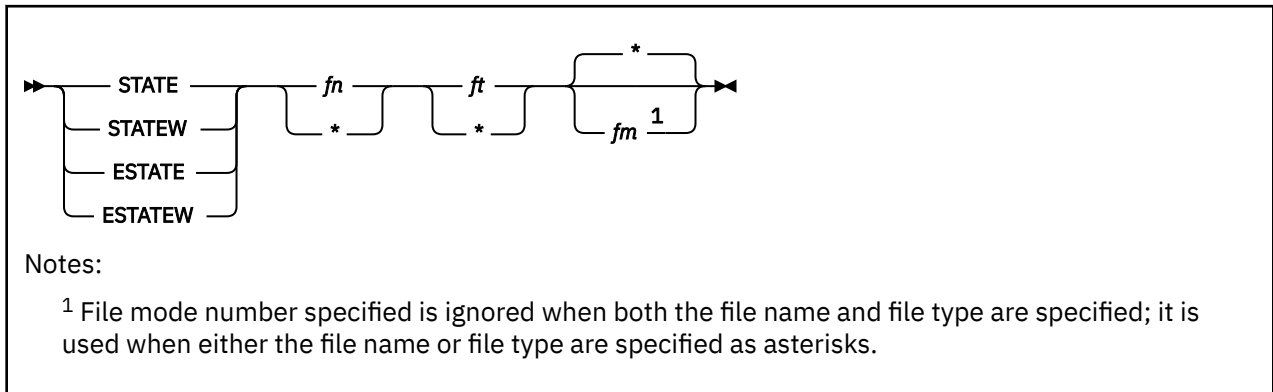 *
STATE fn ft
STATEW * * fm 1
ESTATE
ESTATEW
Notes:
1 File mode number specified is ignored when both the file name and file type are specified; it is
used when either the file name or file type are specified as asterisks.